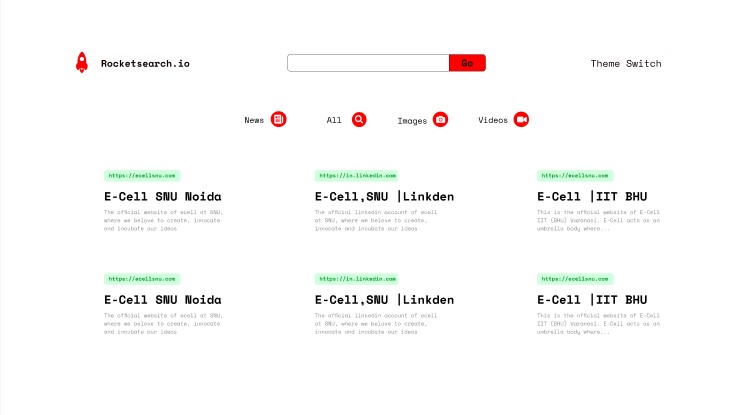 Rocketsearch.io
Go
Theme Switch
News
All
Images
Videos
https://ecellsnu.com
https://in.linkedin.com
https://ecellsnu.com
E-Cell SNU Noida
E-Cell,SNU |Linkden
E-Cell |IIT BHU
The official website of ecell at SNU,
where we belove to create, innocate
and incubate our ideas
The official linkedin account of ecell
at SNU, where we belove to create,
innocate and incubate our ideas
This is the official website of E-Cell
IIT (BHU) Varanasi. E-Cell acts as an
umbrella body where...
https://ecellsnu.com
https://in.linkedin.com
https://ecellsnu.com
E-Cell SNU Noida
E-Cell,SNU |Linkden
E-Cell |IIT BHU
The official website of ecell at SNU,
where we belove to create, innocate
and incubate our ideas
The official linkedin account of ecell
at SNU, where we belove to create,
innocate and incubate our ideas
This is the official website of E-Cell
IIT (BHU) Varanasi. E-Cell acts as an
umbrella body where...